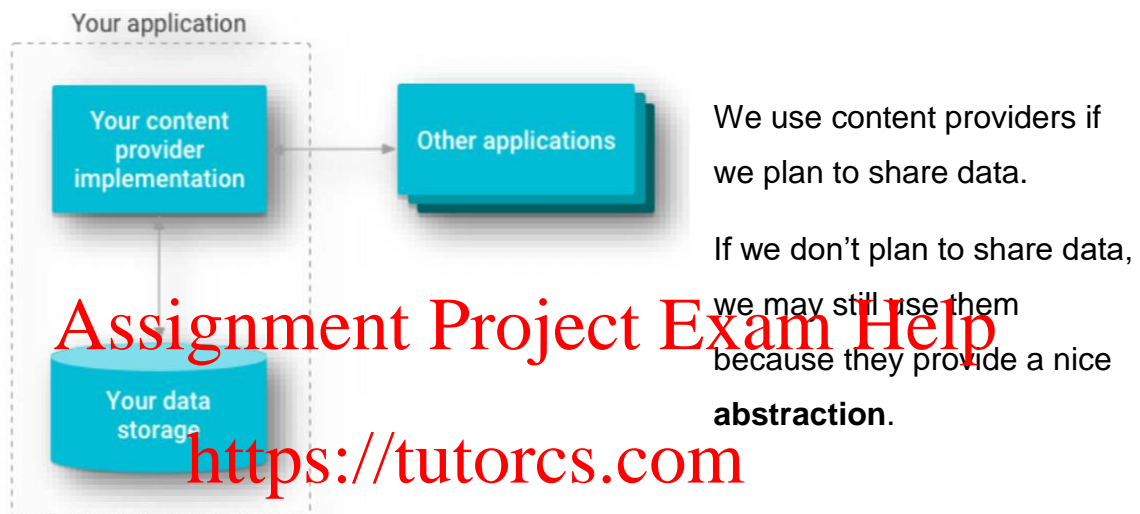 Your application
Your content
provider
implementation
Other applications
Your data
storage
We use content providers if
we plan to share data.
If we don’t plan to share data,
we may still use them
because they provide a nice
abstraction.
Assignment Project Exam Help
https://tutorcs.com